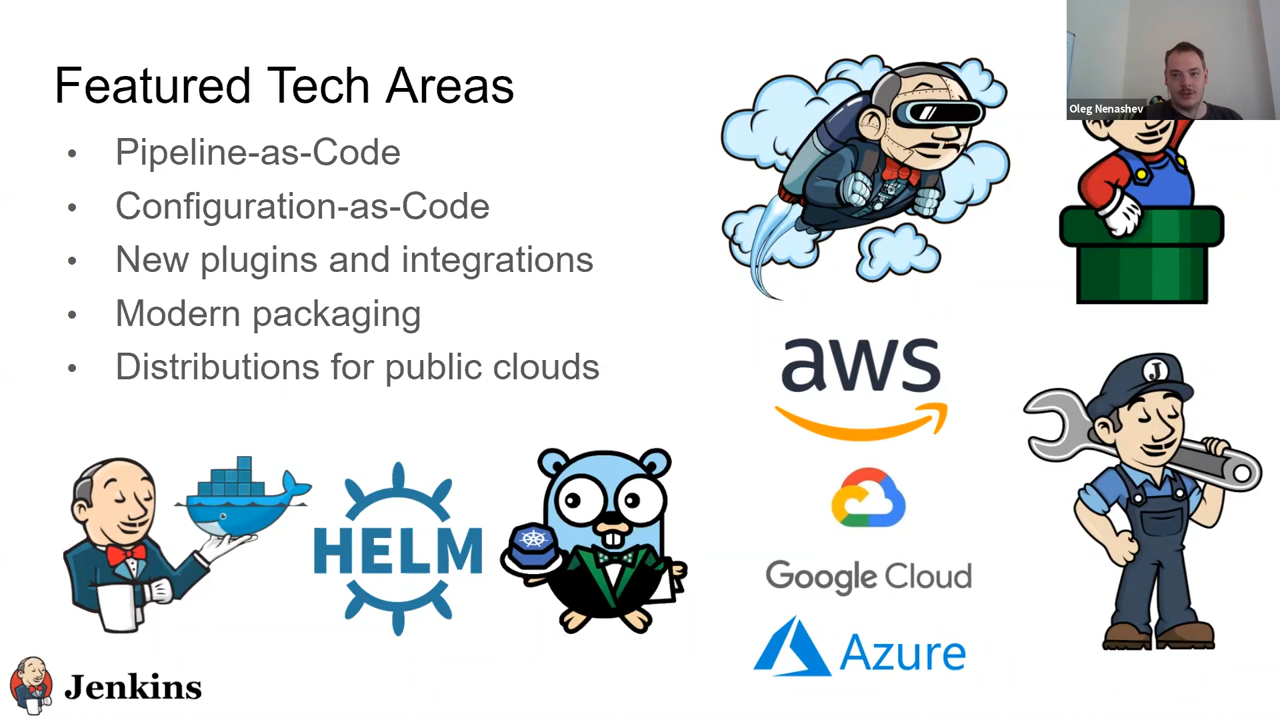 Featured Tech Areas
• Pipeline-as-Code
• Configuration-as-Code
• New plugins and integrations
• Modern packaging
• Distributions for public clouds
Oleg Nenashev
aws
J
HELM
Google Cloud
Azure
Jenkins